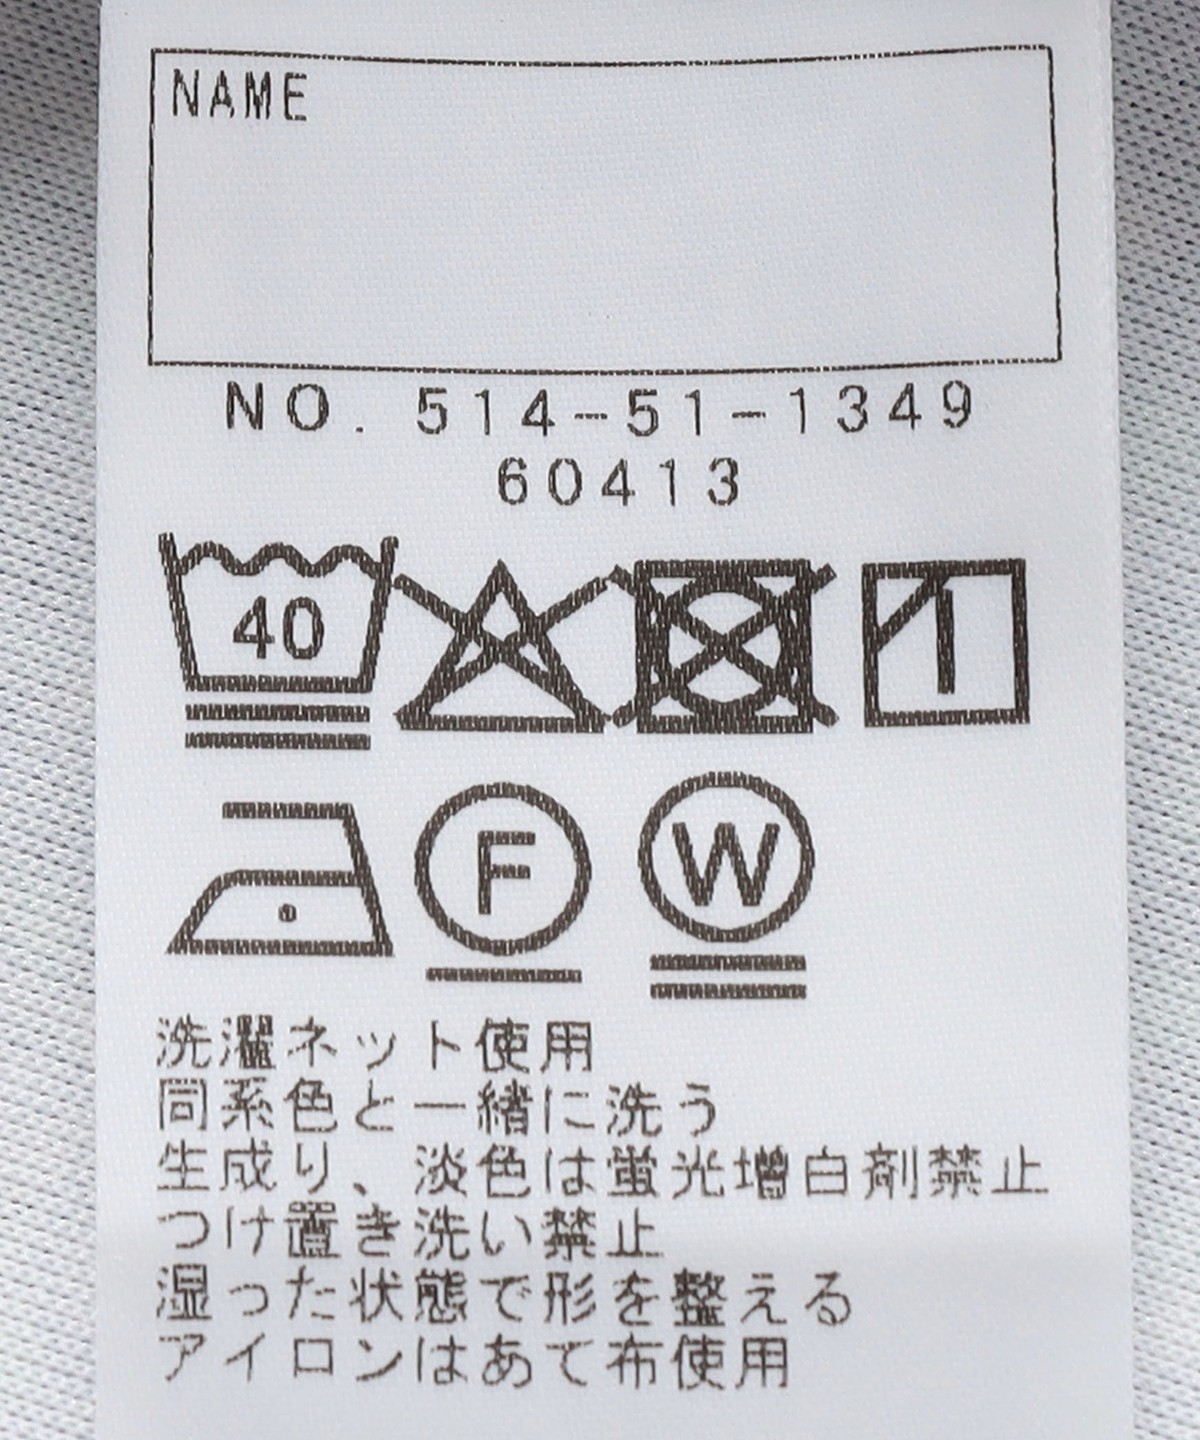 NAME
NO. 514-51-1349
60413
40
F
W
洗濯ネット使用
同系色と一緒に洗う
生成り、淡色は蛍光増白剤禁止
つけ置き洗い禁止
湿った状態で形を整える
アイロンはあて布使用